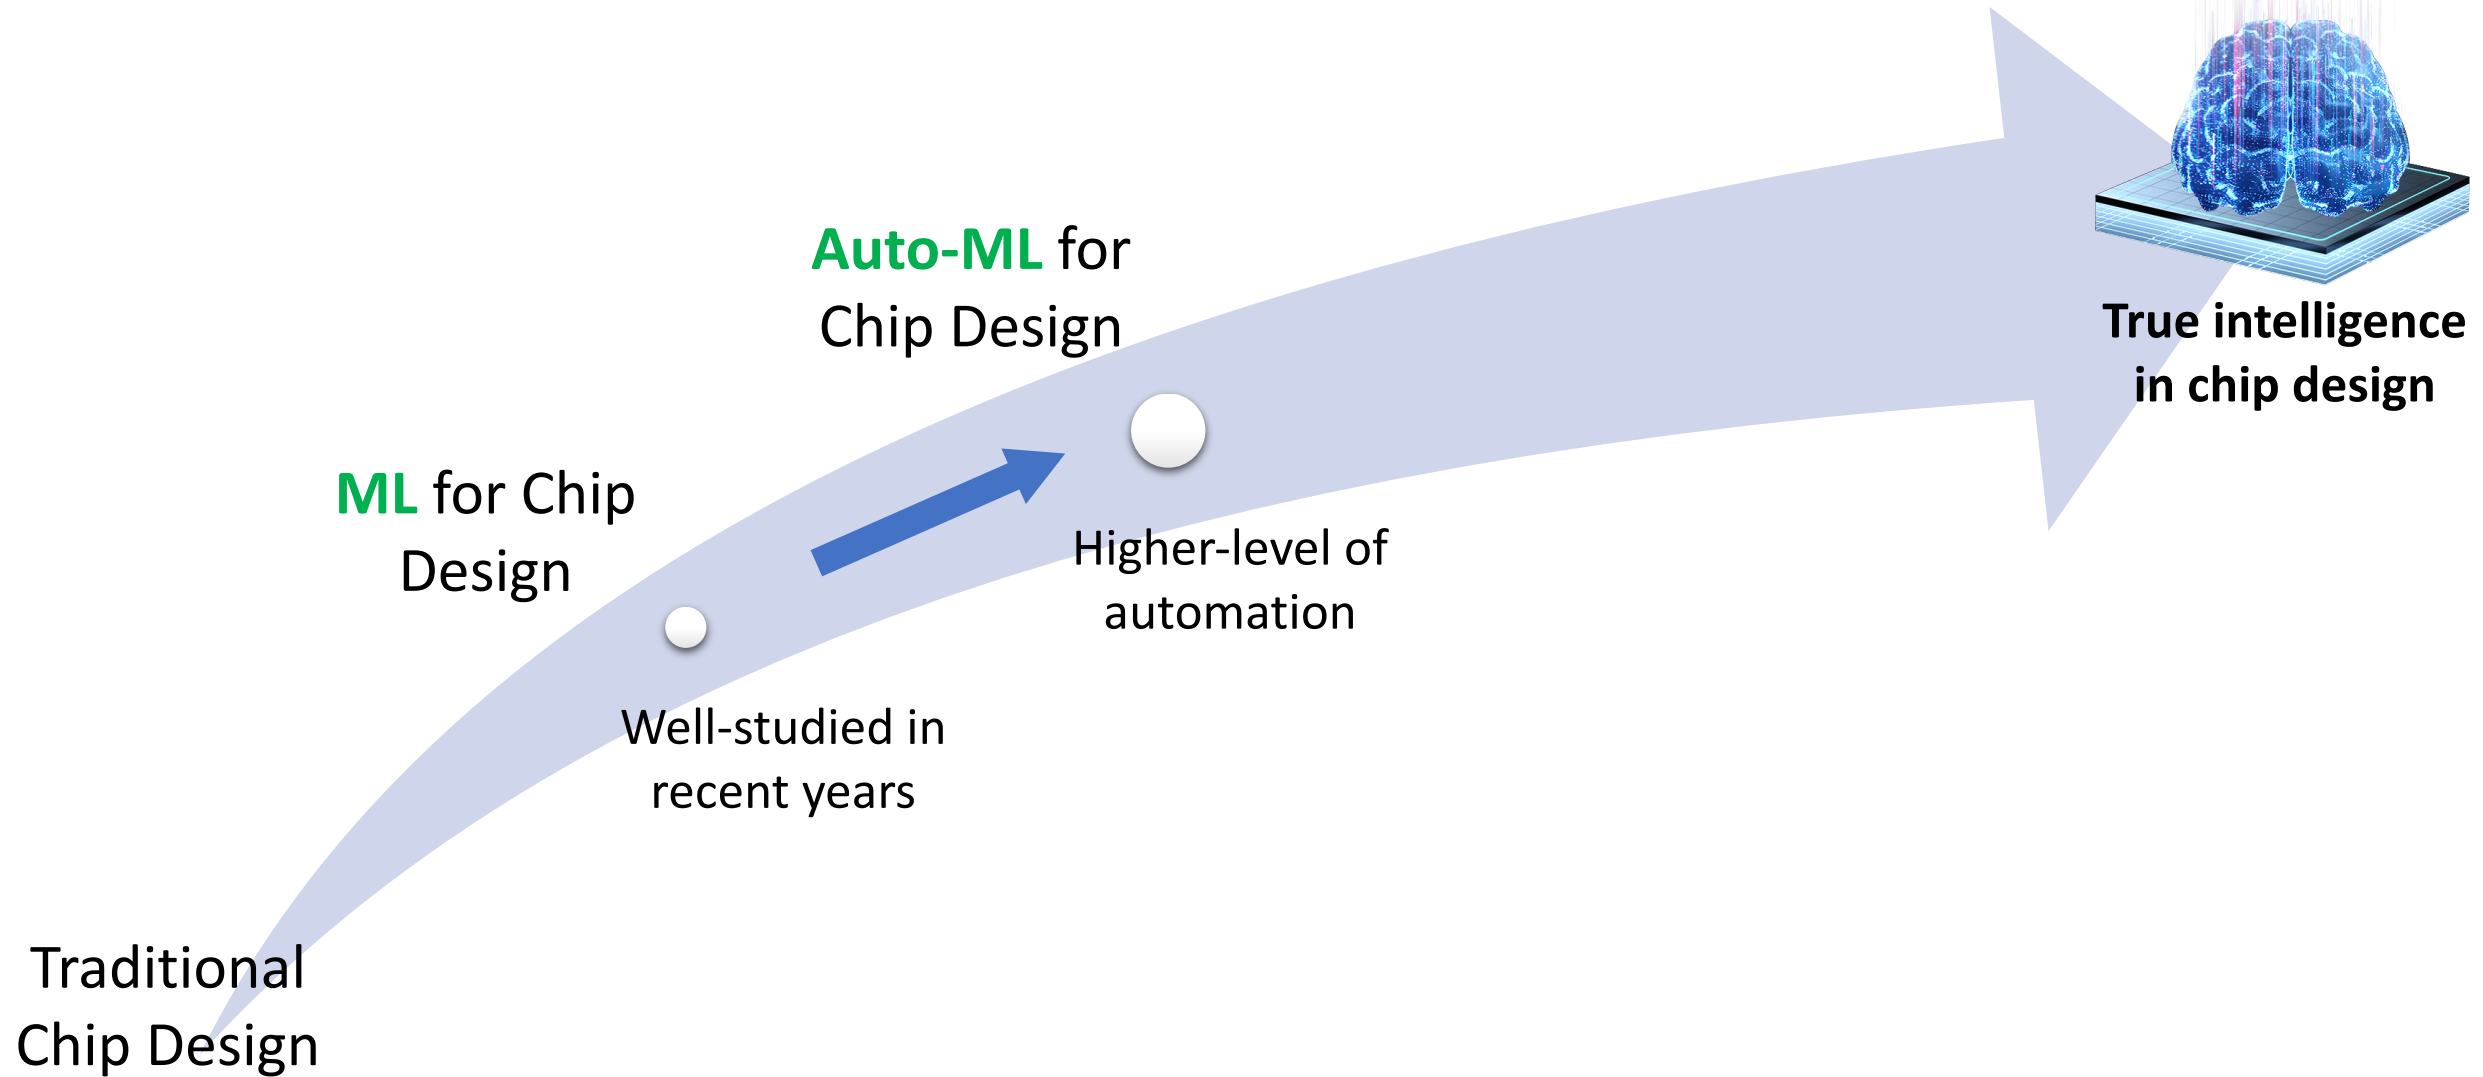 Auto-ML for
Chip Design
True intelligence
in chip design
ML for Chip
Design
Higher-level of
automation
Well-studied in
recent years
Traditional
Chip Design